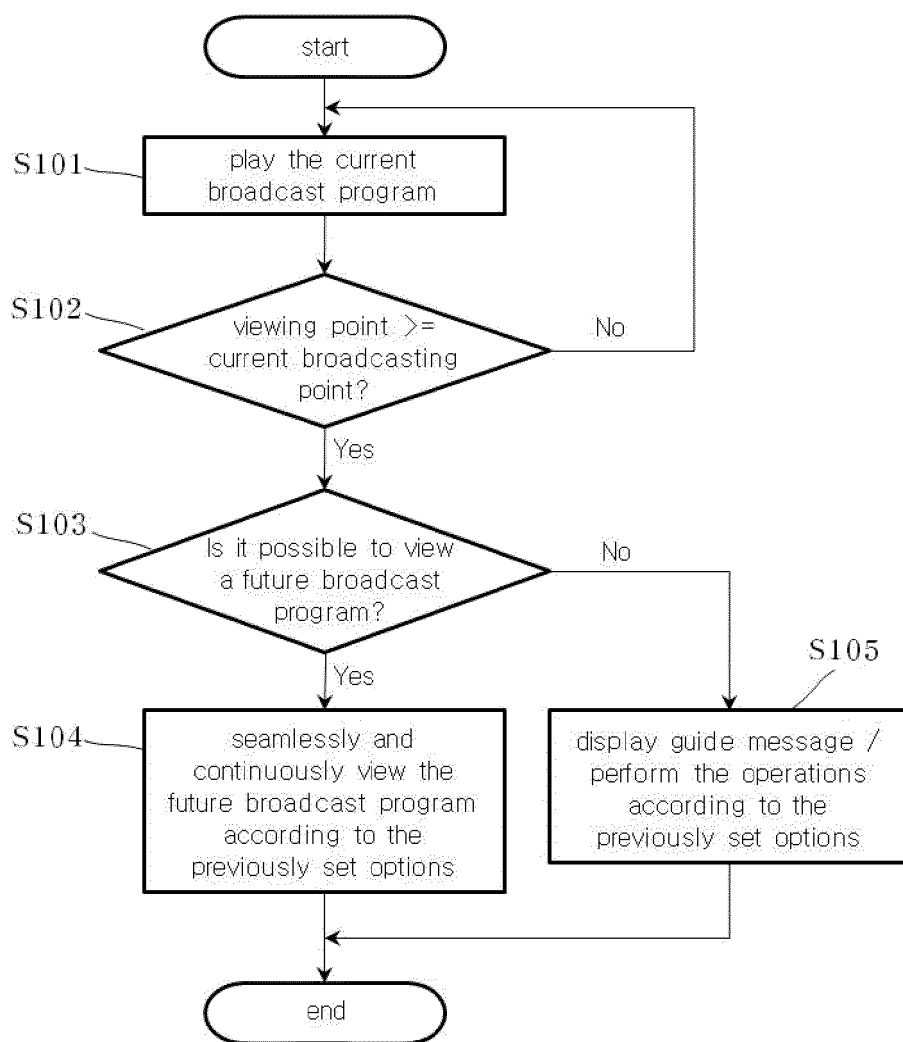 start
S101
play the current
broadcast program
S102
viewing point >=
current broadcasting
point?
No
Yes
S103
Is it possible to view
a future broadcast
program?
No
Yes
S104
seamlessly and
continuously view the
future broadcast program
according to the
previously set options
S105
display guide message /
perform the operations
according to the
previously set options
end